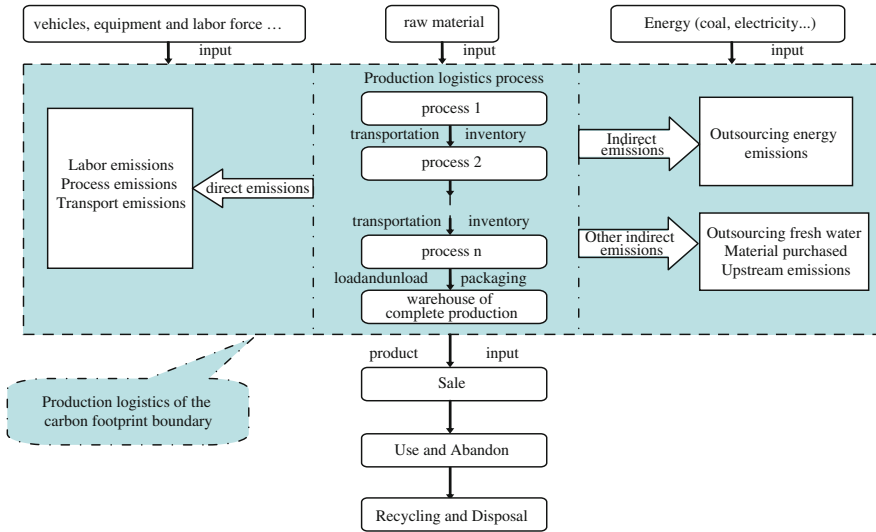 vehicles, equipment and labor force …
raw material
Energy (coal, electricity...)
input
input
input
Production logistics process
process 1
transportation inventory
process 2
transportation inventory
process n
loadandunload packaging
warehouse of
complete production
Labor emissions
Process emissions
Transport emissions
direct emissions
Indirect
emissions
Outsourcing energy
emissions
Other indirect
emissions
Outsourcing fresh water
Material purchased
Upstream emissions
product input
Sale
Use and Abandon
Recycling and Disposal
Production logistics of the
carbon footprint boundary